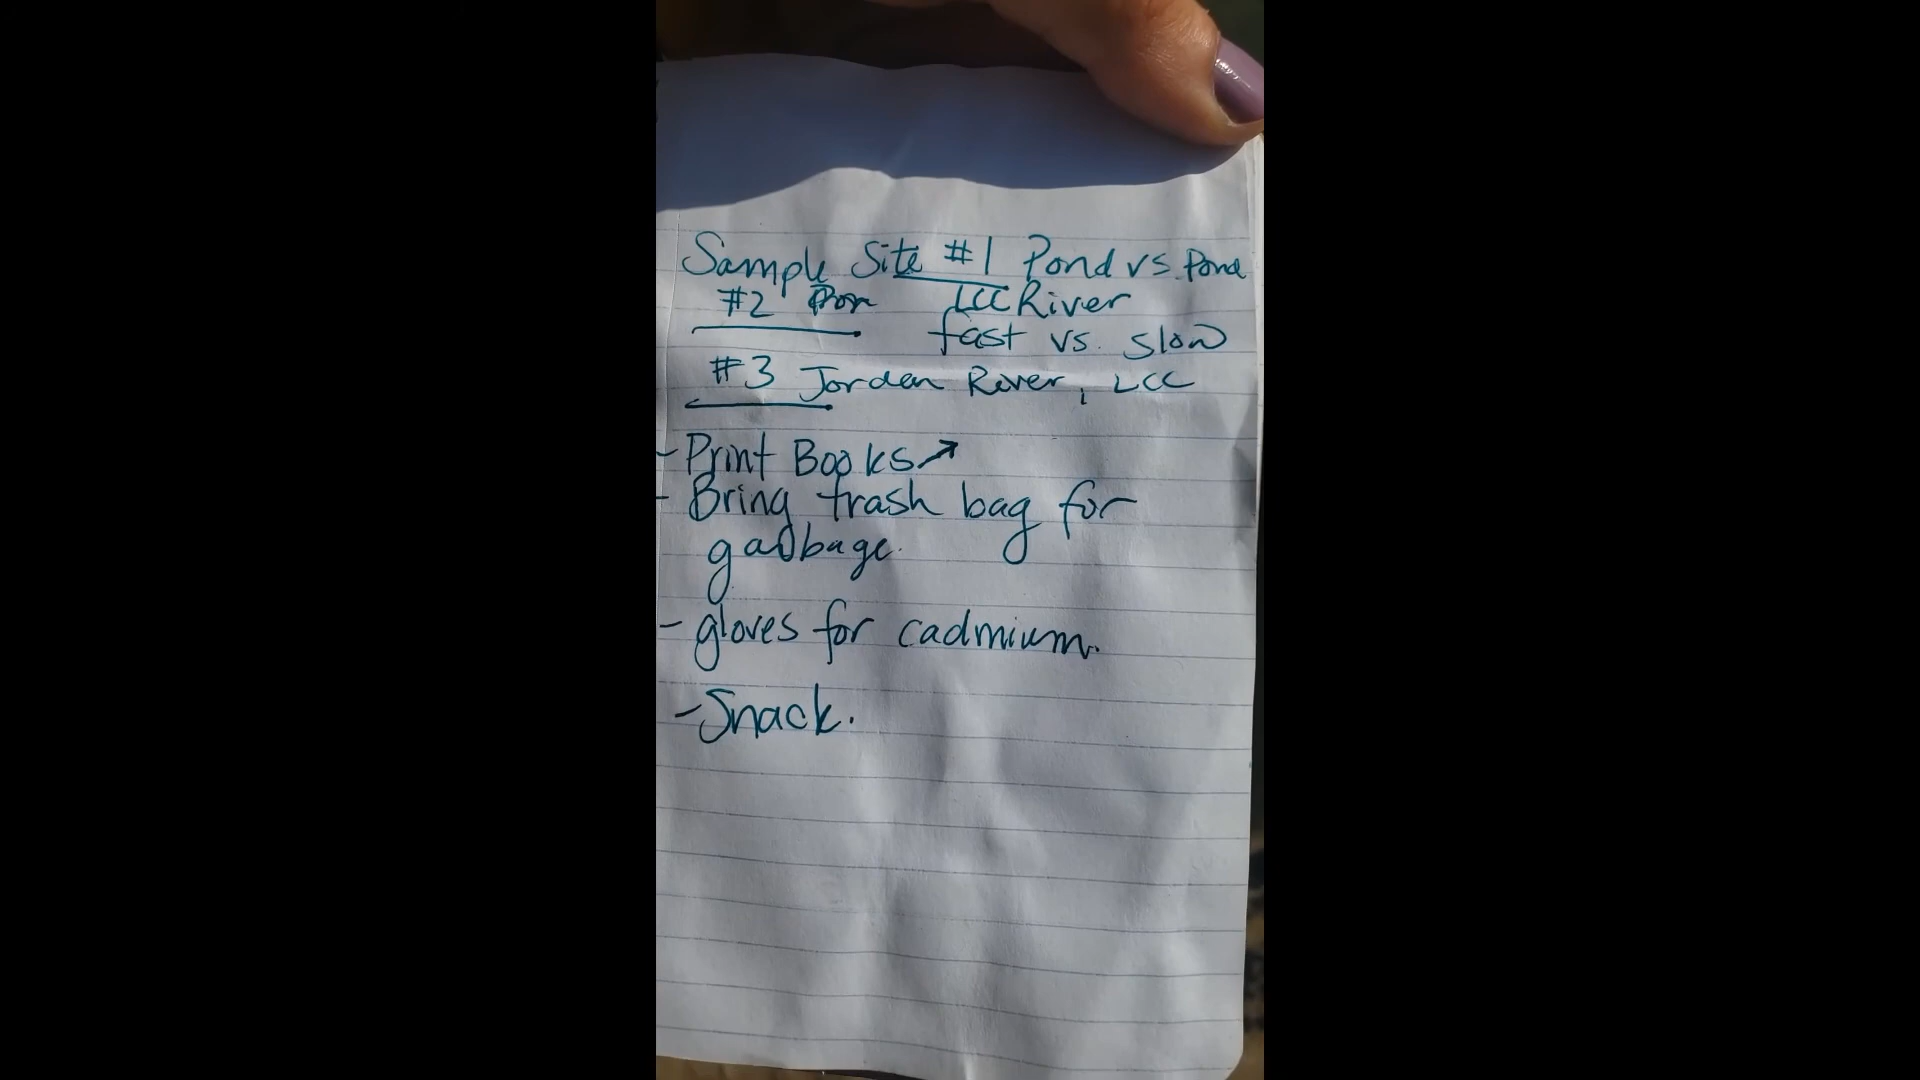 Sample Site #1 Pond vs Pond
#2 LCC River
fast vs. slow
#3 Jordan River, LCC
- Print Books↗
- Bring trash bag for
garbage.
- gloves for cadmium.
- Snack.